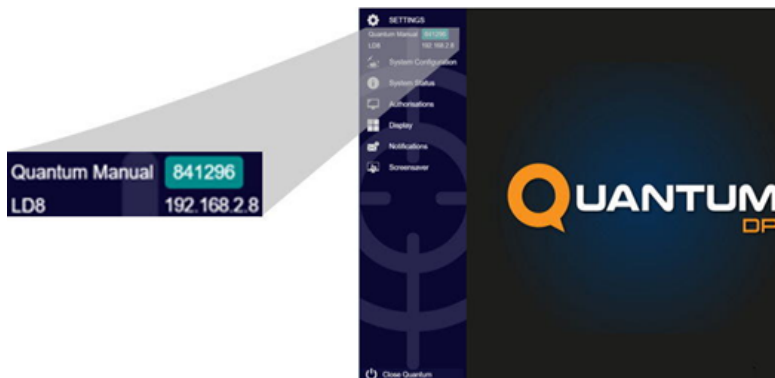 SETTINGS
Quantum Manual 841296
LD8 192.168.2.8
System Configuration
System Status
Authorisations
Display
Notifications
Screensaver
Close Quantum
Quantum Manual 841296
LD8 192.168.2.8
QUANTUM
DP